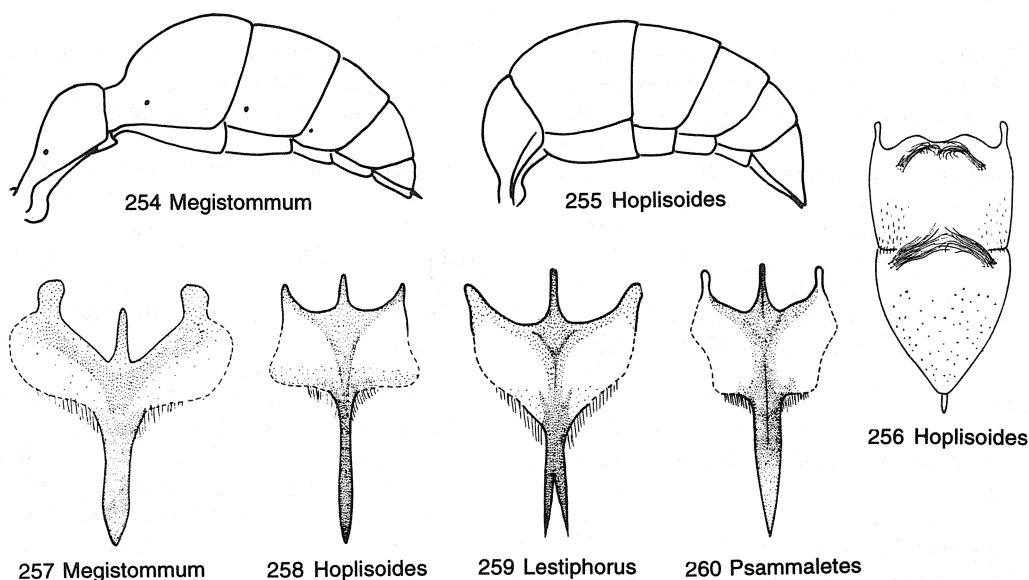 254 Megistommum
255 Hoplisoides
256 Hoplisoides
257 Megistommum
258 Hoplisoides
259 Lestiphorus
260 Psammaletes